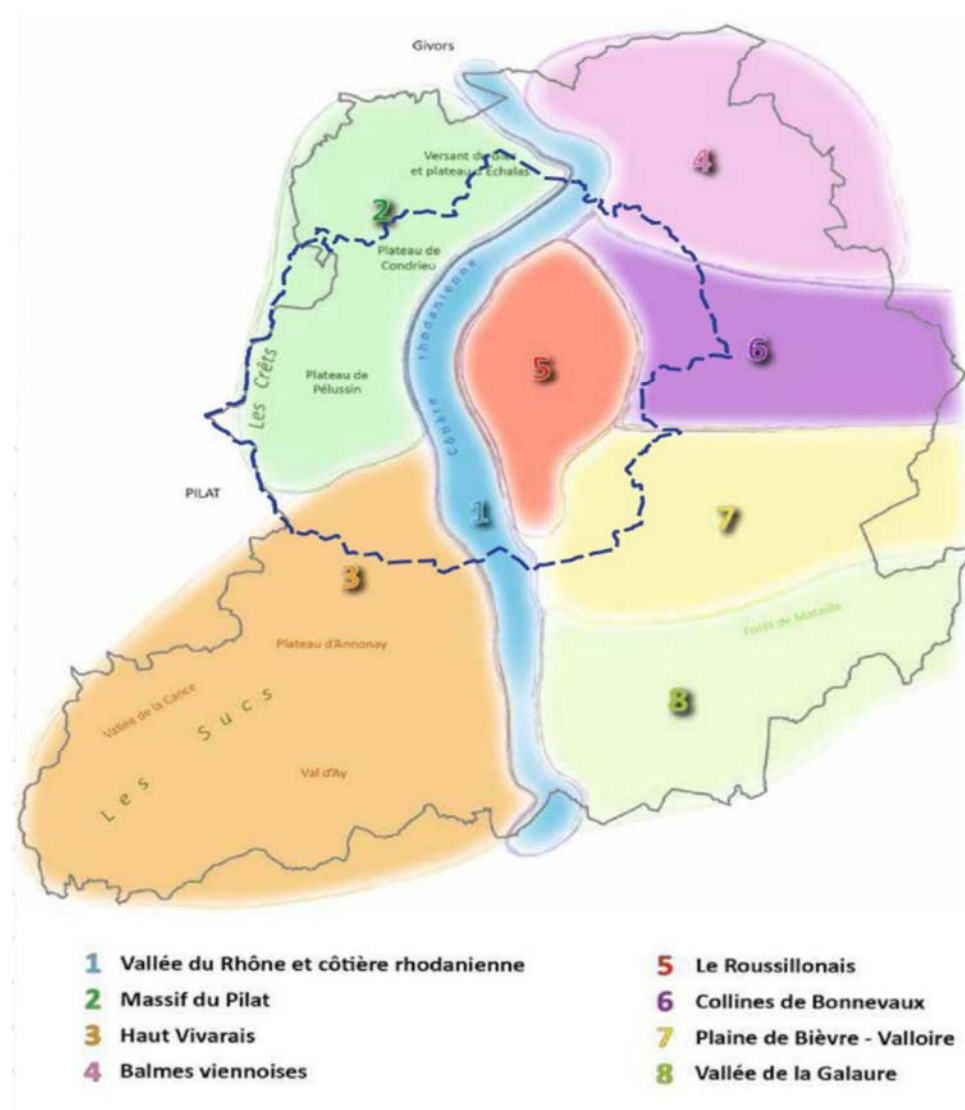 Givors
4
Versant du Gier
et plateau d'Echalas
2
Plateau de
Condrieu
Côtière rhodanienne
5
6
Les Crêts
Plateau de
Pélussin
PILAT
1
7
3
Forêt de Mataille
Plateau d'Annonay
Vallée de la Cance
Les Sucs
8
Val d'Ay
1 Vallée du Rhône et côtière rhodanienne
2 Massif du Pilat
3 Haut Vivarais
4 Balmes viennoises
5 Le Roussillonais
6 Collines de Bonnevaux
7 Plaine de Bièvre - Valloire
8 Vallée de la Galaure